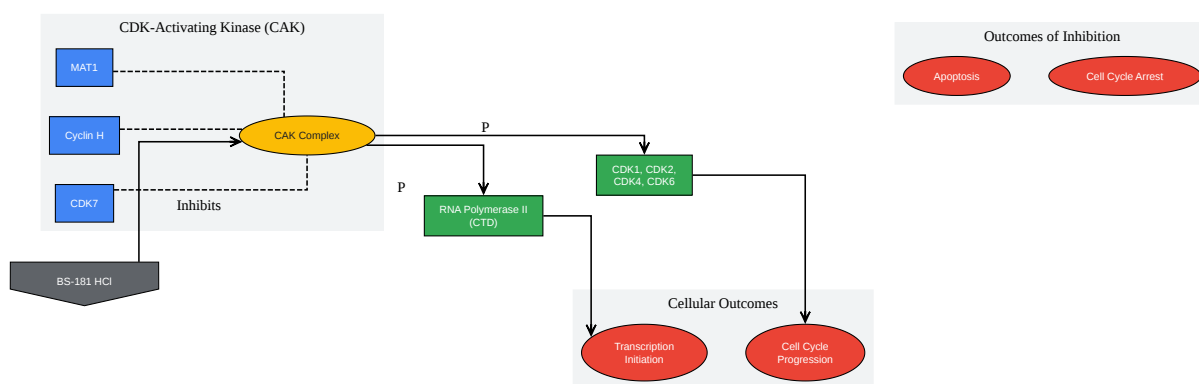 CDK-Activating Kinase (CAK)
MAT1
Cyclin H
CDK7
CAK Complex
Inhibits
BS-181 HCl
P
P
CDK1, CDK2,
CDK4, CDK6
RNA Polymerase II
(CTD)
Cellular Outcomes
Transcription
Initiation
Cell Cycle
Progression
Outcomes of Inhibition
Apoptosis
Cell Cycle Arrest